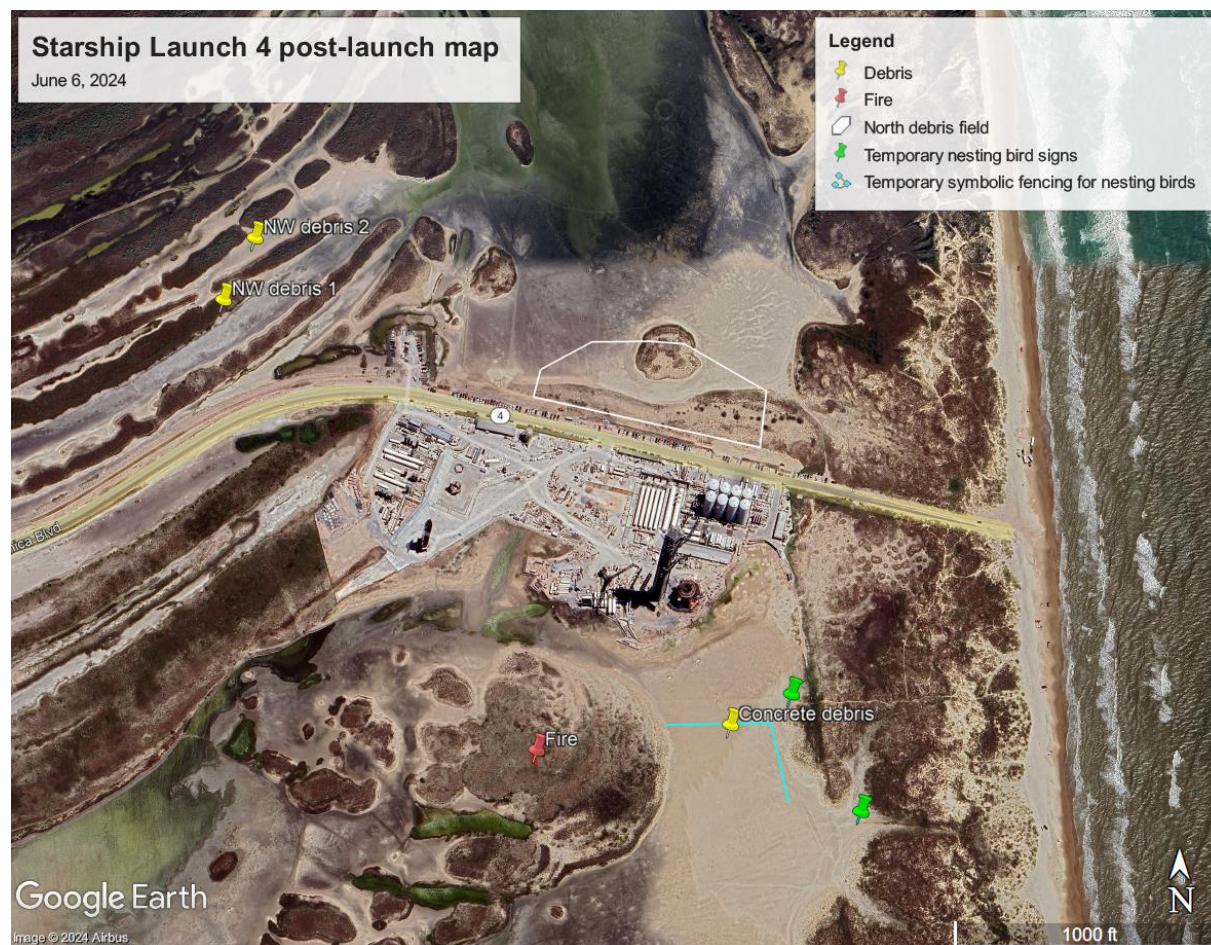 Starship Launch 4 post-launch map
June 6, 2024
Legend
Debris
Fire
North debris field
Temporary nesting bird signs
Temporary symbolic fencing for nesting birds
NW debris 2
NW debris 1
4
nica Blvd
Concrete debris
Fire
Google Earth
N
Image © 2024 Airbus
1000 ft